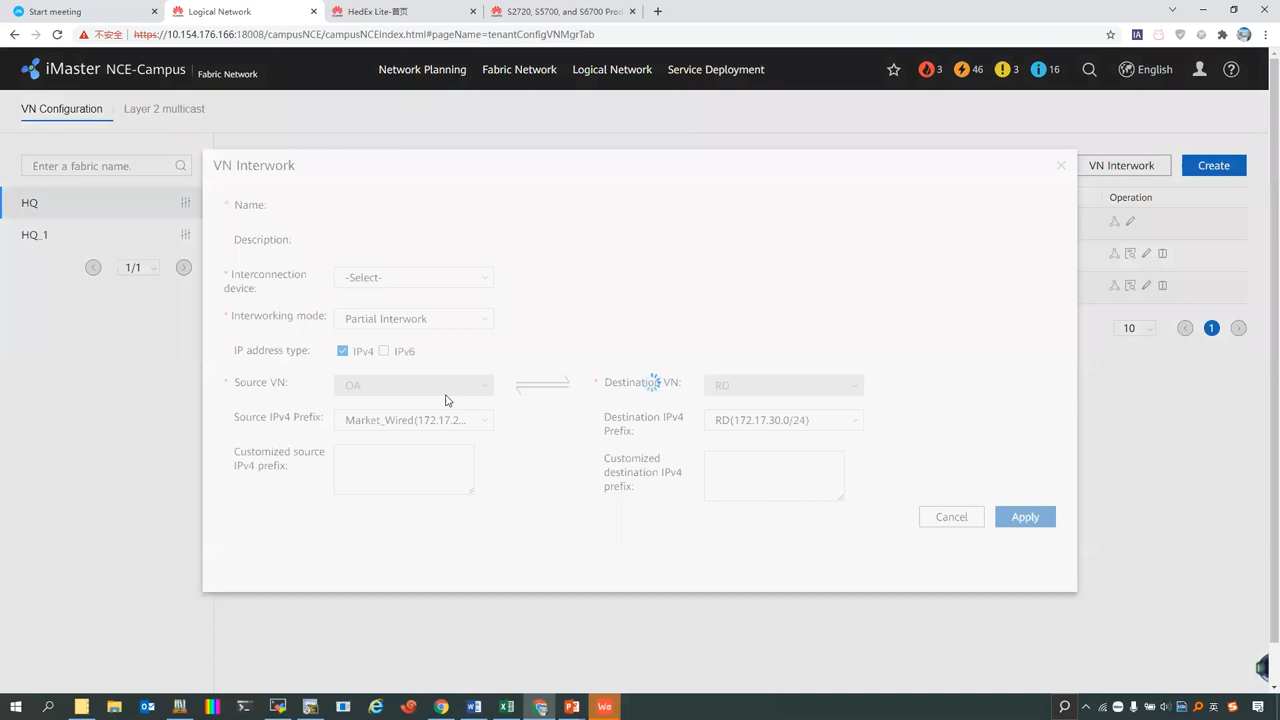 Start meeting
Logical Network
HedEx Lite-首页
S2720, S5700, and S6700 Prod
不安全
https://10.154.176.166:18008/campusNCE/campusNCEIndex.html#pageName=tenantConfigVNMgrTab
IA
iMaster NCE-Campus
Fabric Network
Network Planning
Fabric Network
Logical Network
Service Deployment
3
46
3
16
English
VN Configuration
Layer 2 multicast
Enter a fabric name.
VN Interwork
Create
HQ
HQ_1
1/1
Operation
10
1
VN Interwork
* Name:
Description:
* Interconnection
device:
-Select-
* Interworking mode:
Partial Interwork
IP address type:
IPv4
IPv6
* Source VN:
OA
* Destination VN:
RD
Source IPv4 Prefix:
Market_Wired(172.17.2...
Destination IPv4
Prefix:
RD(172.17.30.0/24)
Customized source
IPv4 prefix:
Customized
destination IPv4
prefix:
Cancel
Apply
We
英